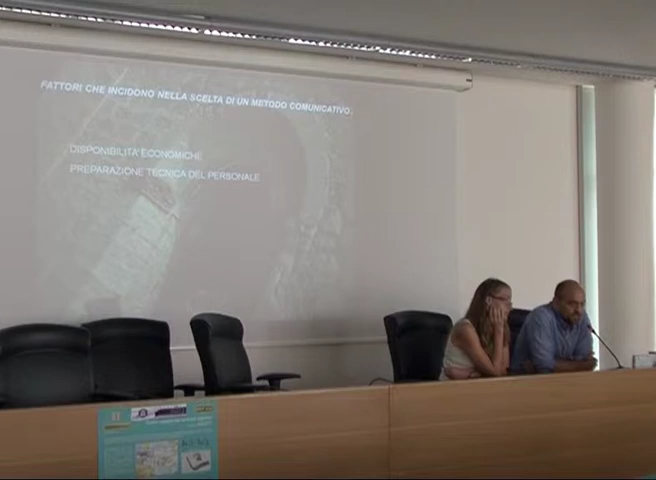 FATTORI CHE INCIDONO NELLA SCELTA DI UN METODO COMUNICATIVO.
DISPONIBILITA' ECONOMICHE
PREPARAZIONE TECNICA DEL PERSONALE